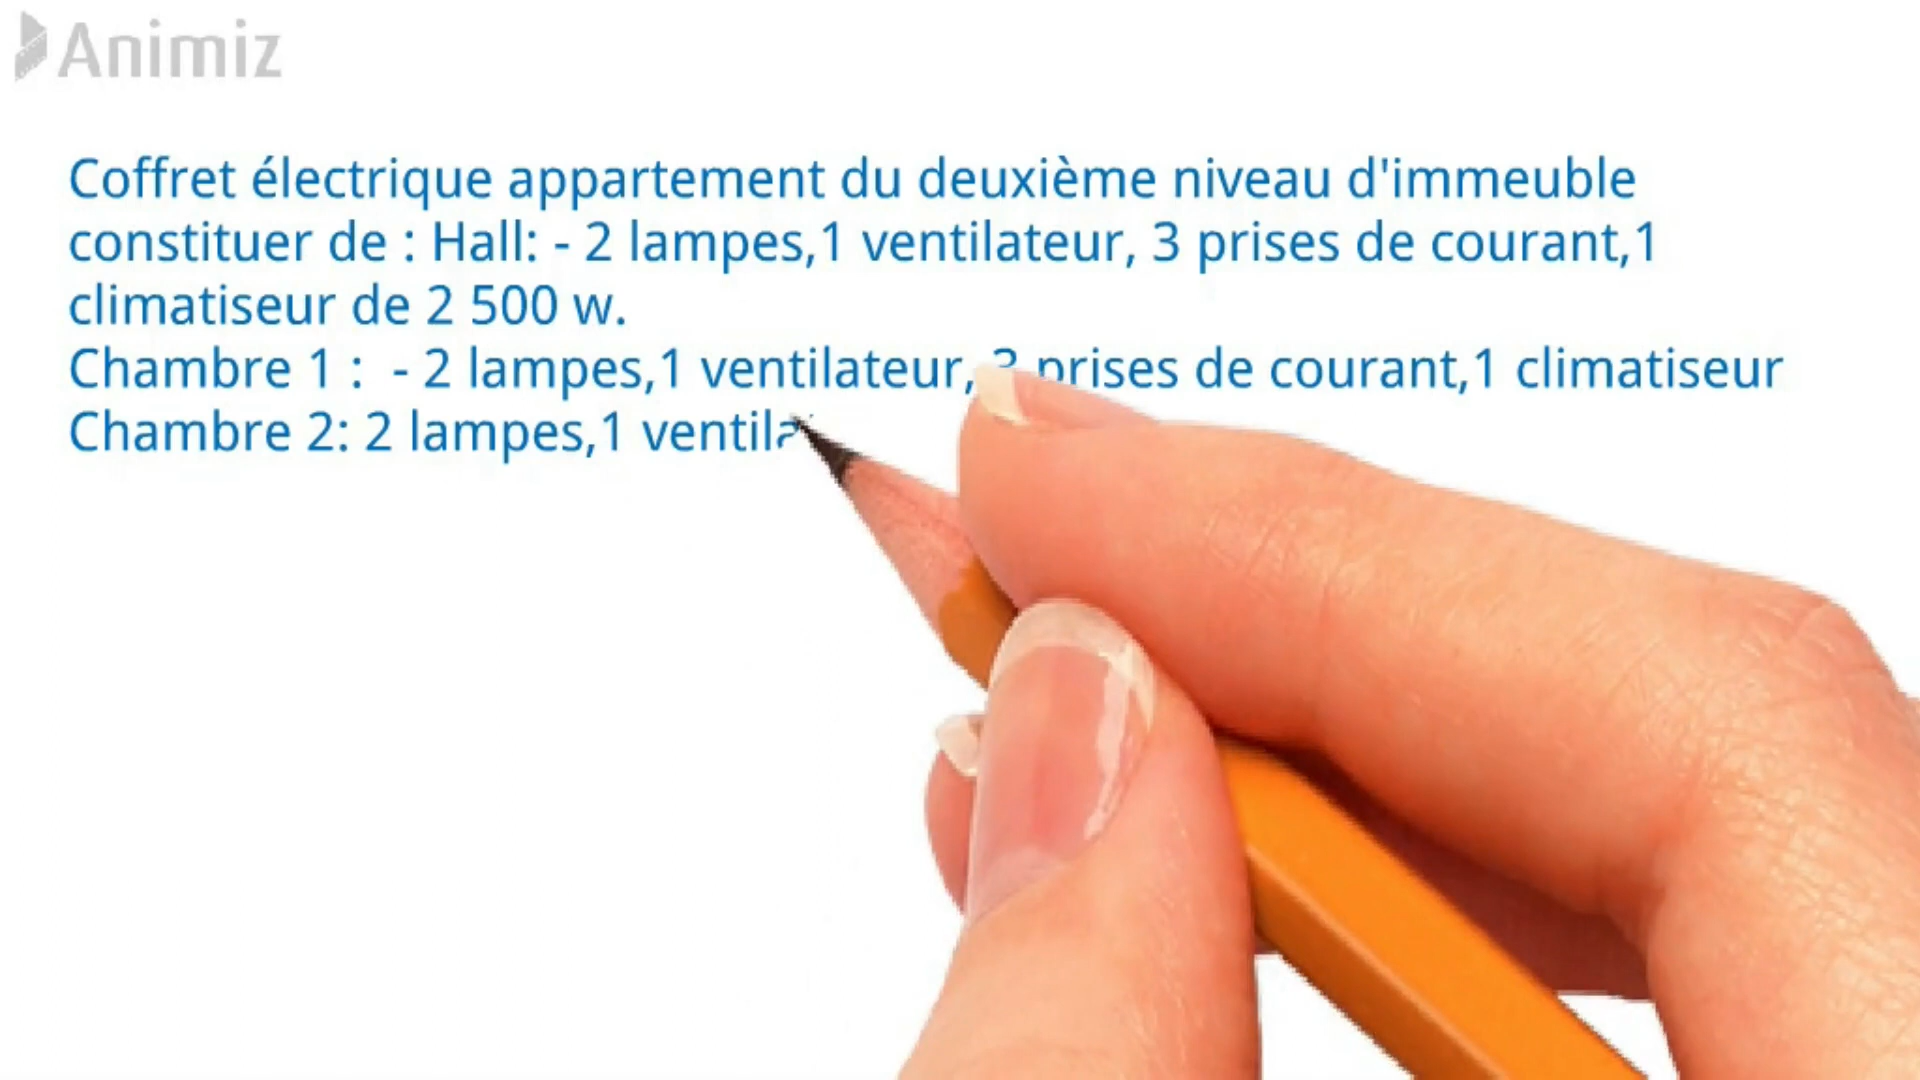 Animiz
Coffret électrique appartement du deuxième niveau d'immeuble
constituer de : Hall: - 2 lampes,1 ventilateur, 3 prises de courant,1
climatiseur de 2 500 w.
Chambre 1 :  - 2 lampes,1 ventilateur, 3 prises de courant,1 climatiseur
Chambre 2: 2 lampes,1